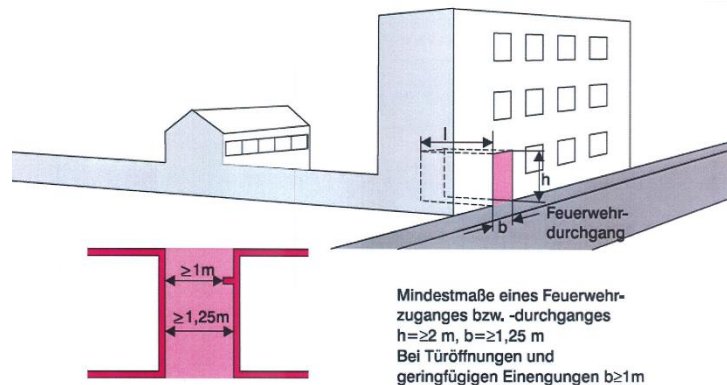 l
h
Feuerwehr-
b
durchgang
≥1m
≥1,25m
Mindestmaße eines Feuerwehr-
zuganges bzw. -durchganges
h=≥2 m, b=≥1,25 m
Bei Türöffnungen und
geringfügigen Einengungen b≥1m